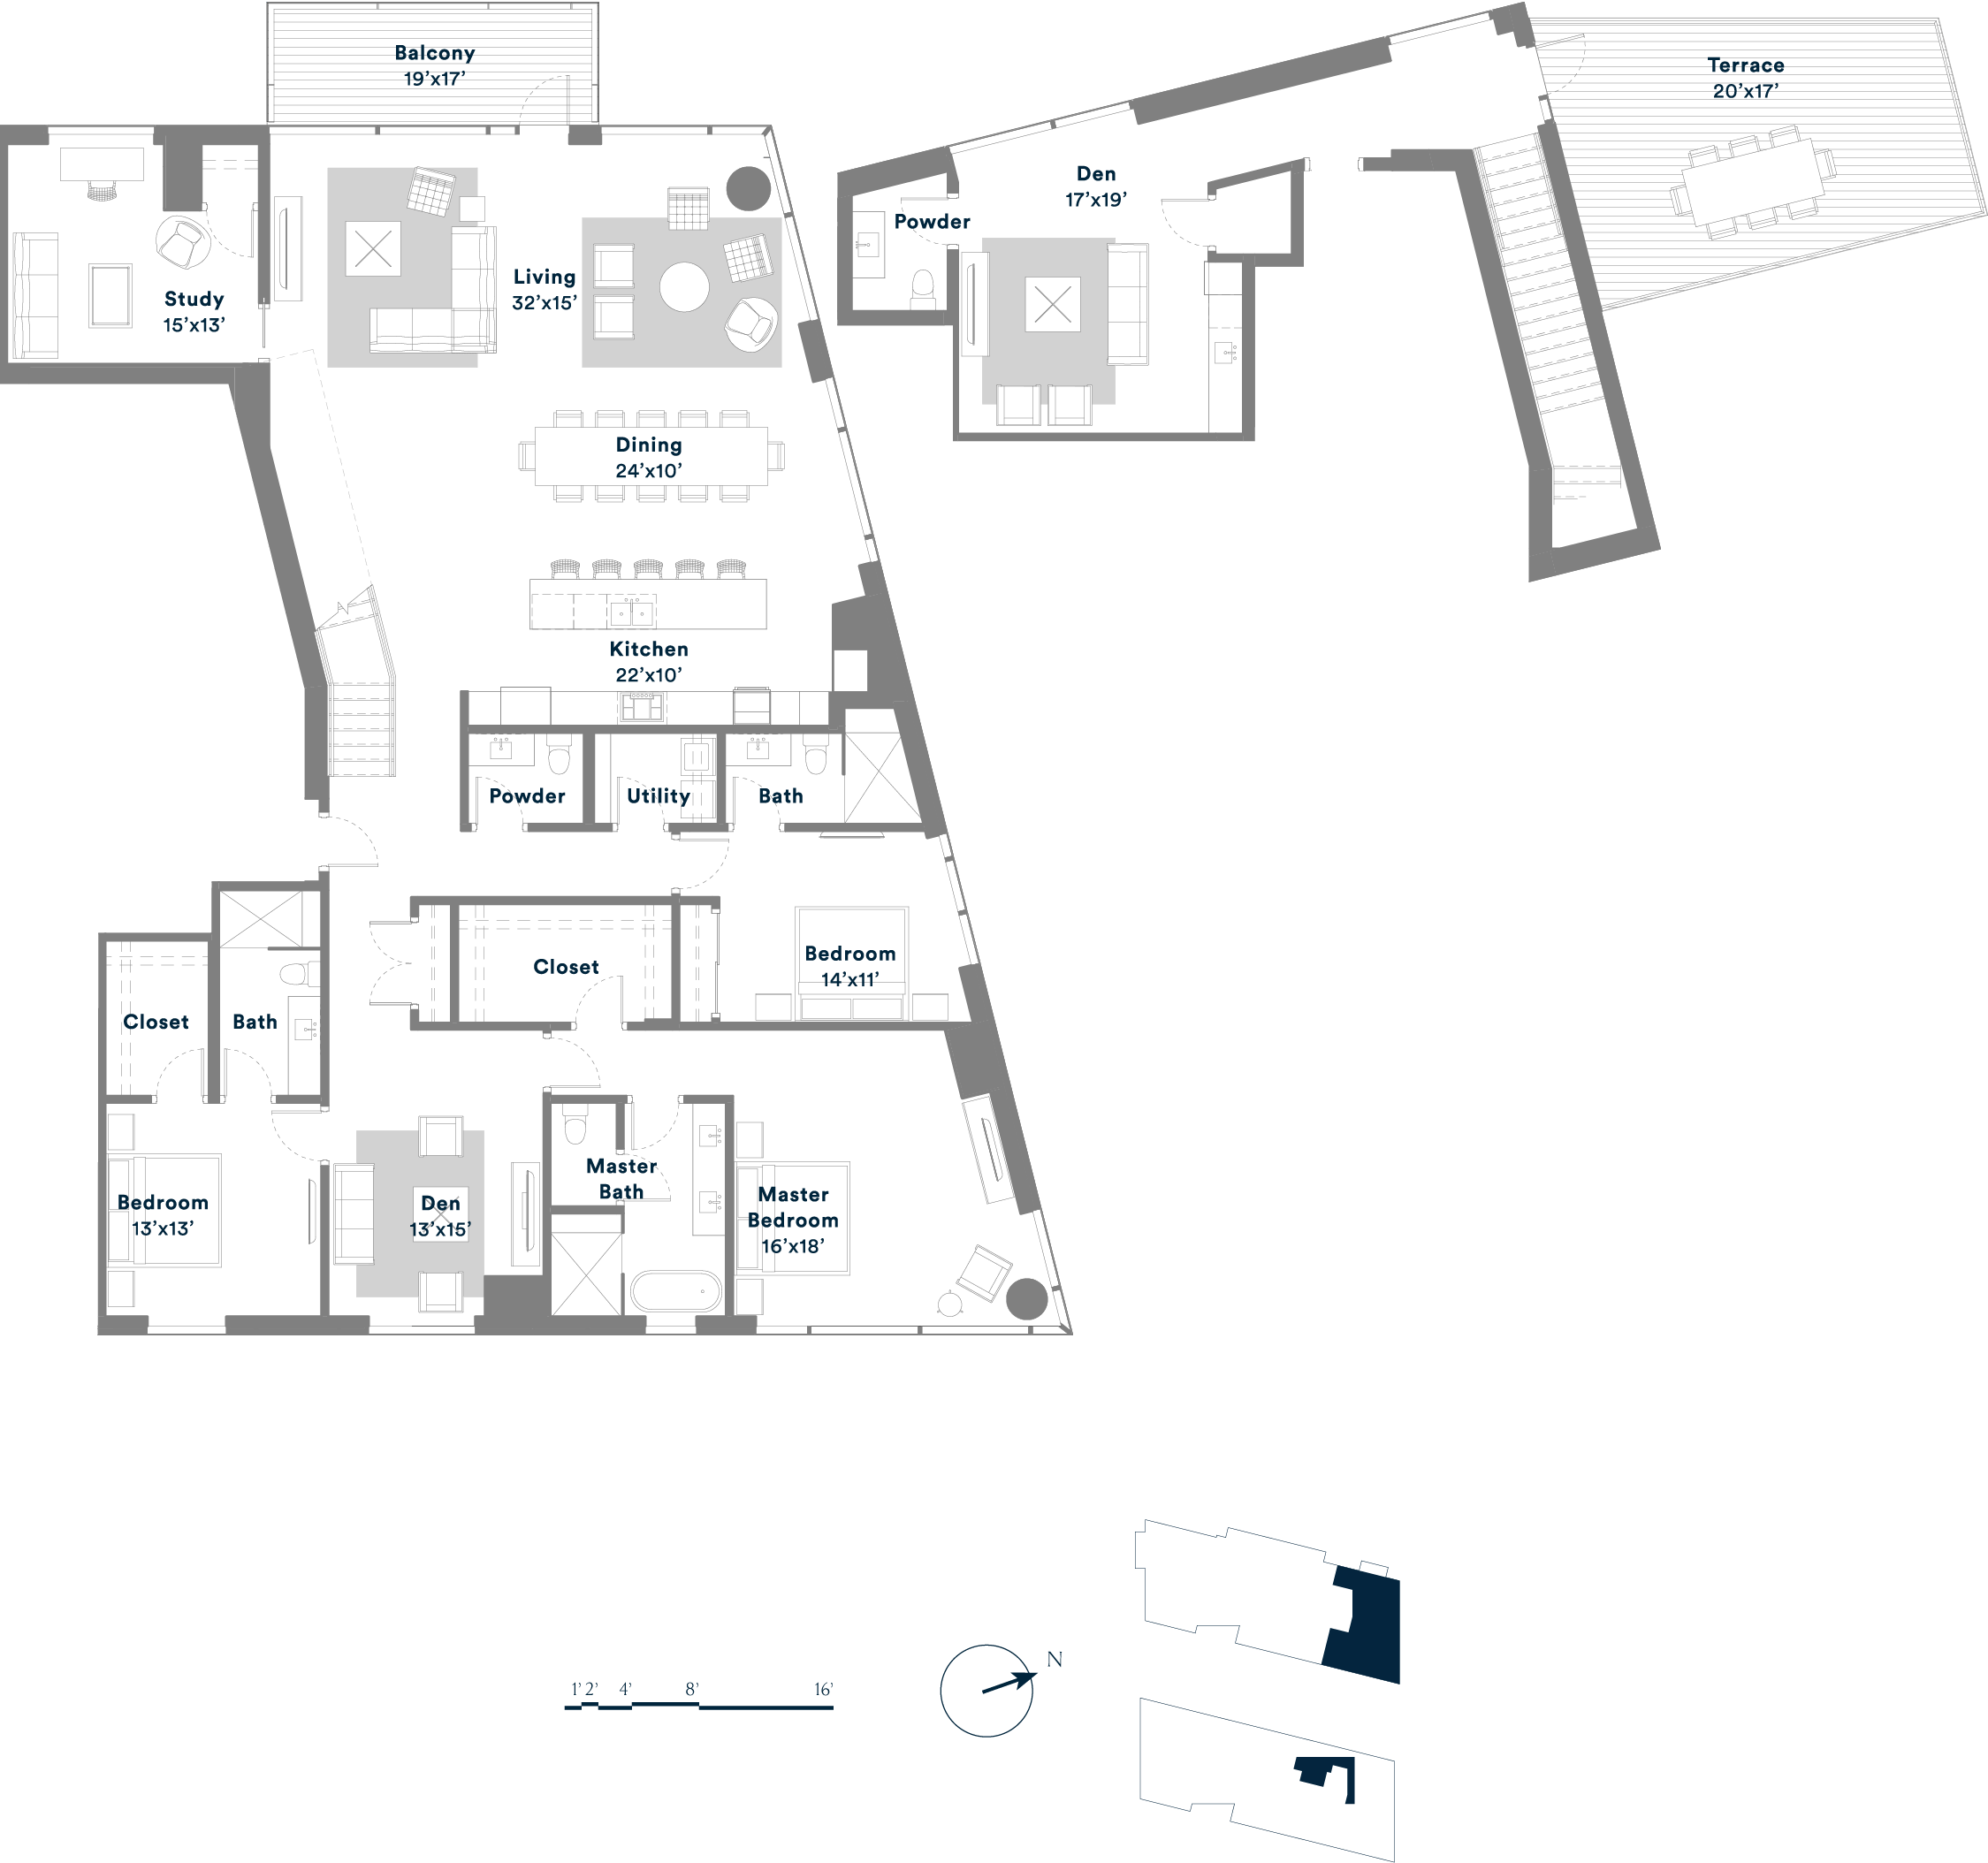 Balcony
19’x17’
Terrace
20’x17’
Den
17’x19’
Powder
Living
32’x15’
Study
15’x13’
Dining
24’x10’
Kitchen
22’x10’
Powder
Utility
Bath
Bedroom
14’x11’
Closet
Closet
Bath
Master
Bath
Bedroom
13’x13’
Den
13’x15’
Master
Bedroom
16’x18’
N
1' 2' 4' 8' 16'